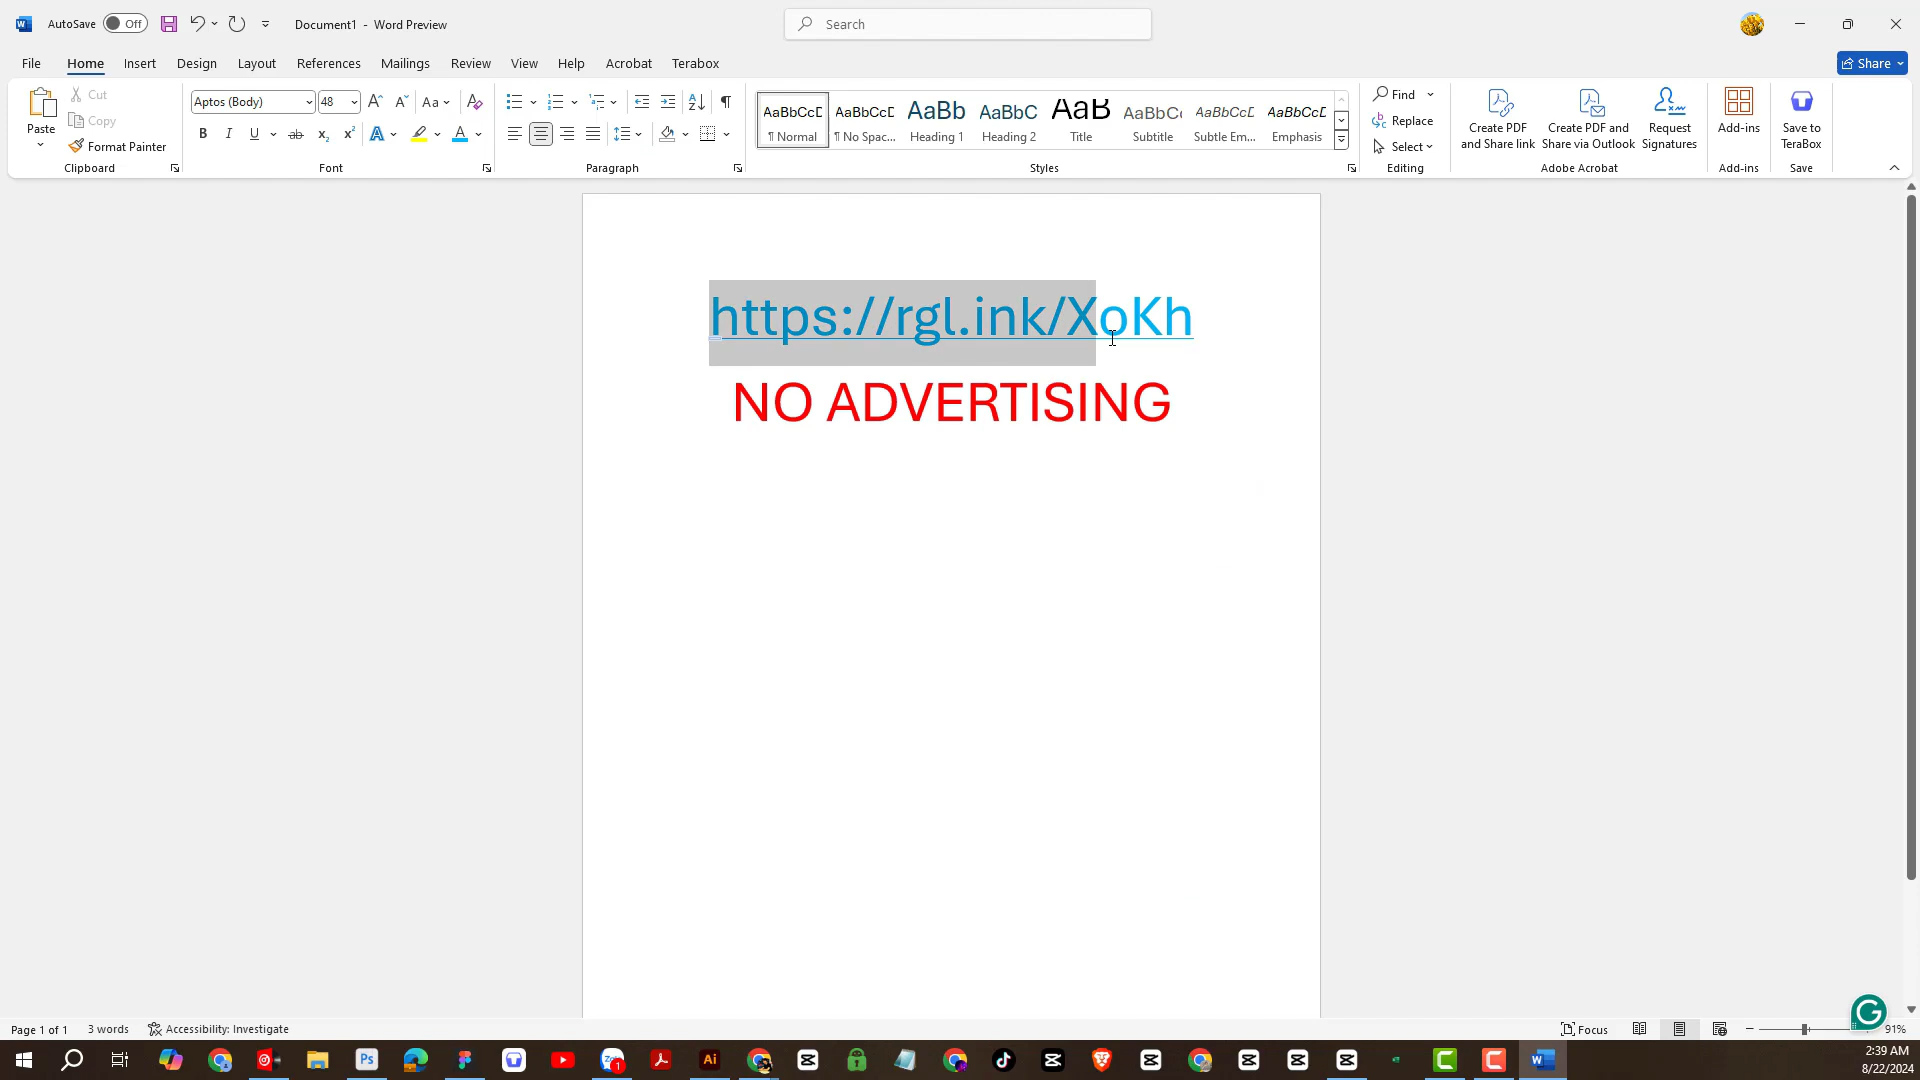 AutoSave Off Document1 - Word Preview Search
File Home Insert Design Layout References Mailings Review View Help Acrobat Terabox Share
Paste Cut Copy Format Painter Clipboard
Aptos (Body) 48 Aa Font
Paragraph
AaBbCcD AaBbCcC AaBb AaBbC AaB AaBbC AaBbCcD AaBbCcD
¶ Normal ¶ No Spac... Heading 1 Heading 2 Title Subtitle Subtle Em... Emphasis
Styles
Find
Replace
Select
Editing
Create PDF and Share link
Create PDF and Share via Outlook
Request Signatures
Adobe Acrobat
Add-ins
Add-ins
Save to TeraBox
Save
https://rgl.ink/XoKh
NO ADVERTISING
Page 1 of 1 3 words Accessibility: Investigate Focus 91%
2:39 AM
8/22/2024